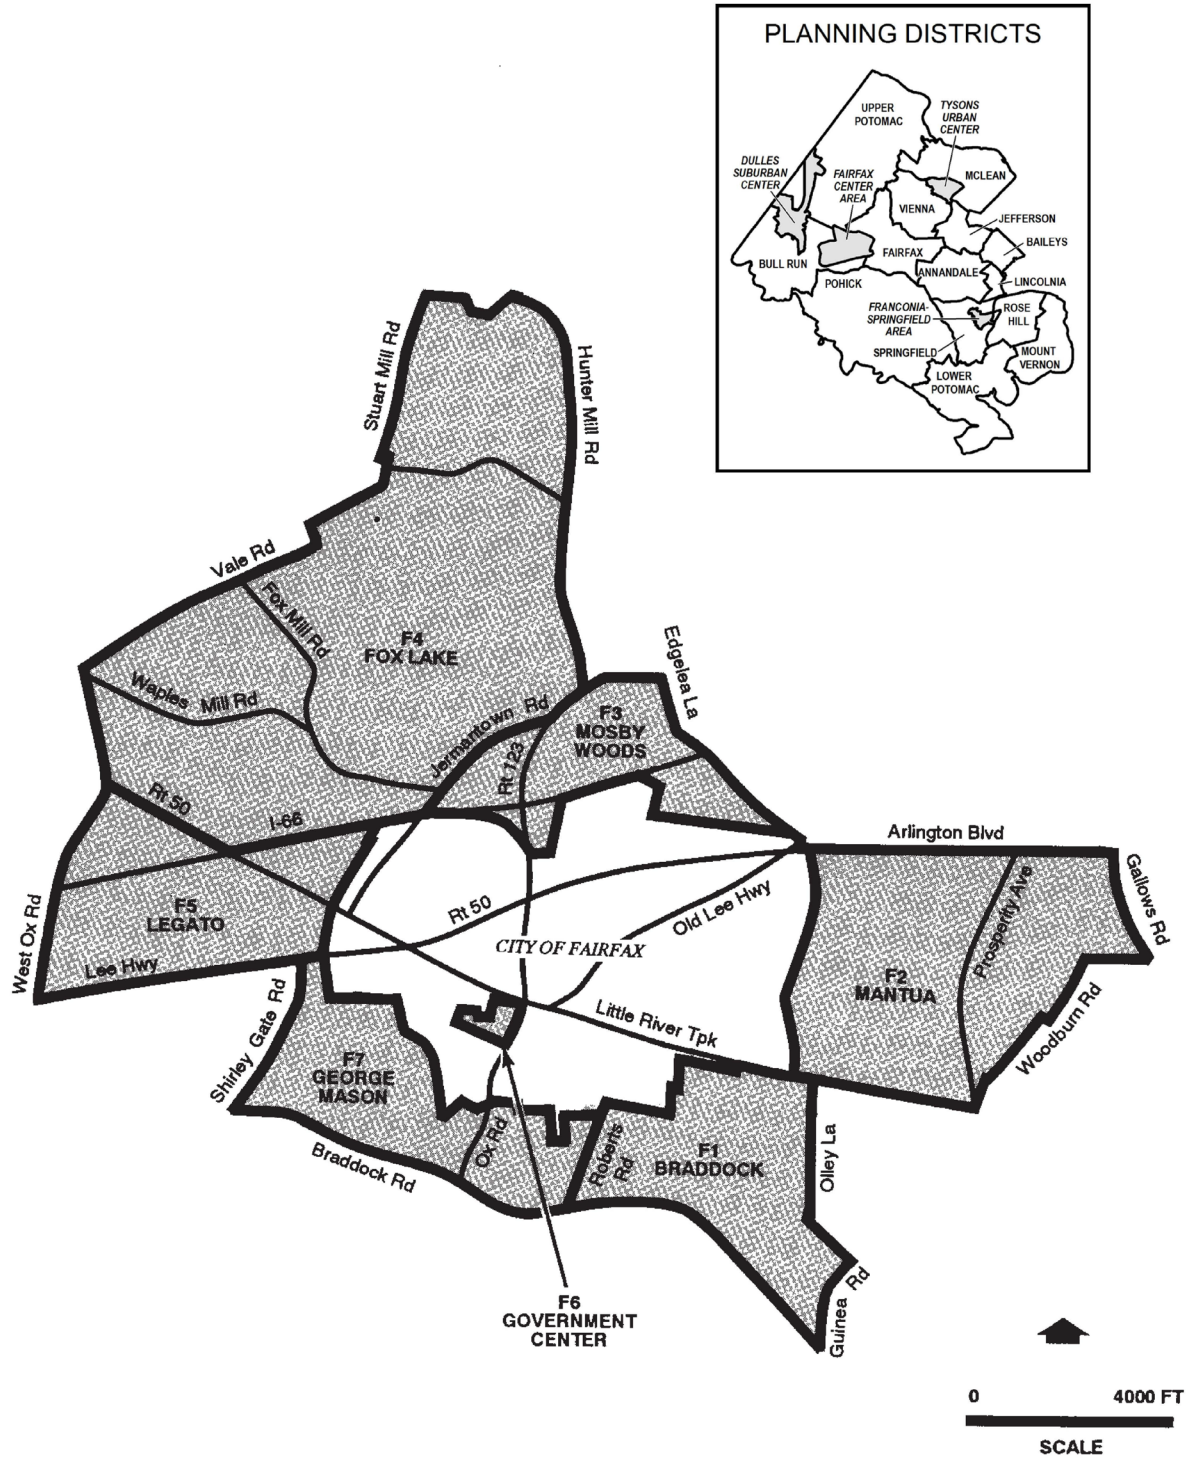 PLANNING DISTRICTS
UPPER
POTOMAC
TYSONS
URBAN
CENTER
DULLES
SUBURBAN
CENTER
FAIRFAX
CENTER
AREA
MCLEAN
VIENNA
JEFFERSON
BAILEYS
BULL RUN
FAIRFAX
ANNANDALE
LINCOLNIA
POHICK
FRANCONIA-
SPRINGFIELD
AREA
ROSE
HILL
SPRINGFIELD
MOUNT
VERNON
LOWER
POTOMAC
Stuart Mill Rd
Hunter Mill Rd
Vale Rd
Fox Mill Rd
F4
FOX LAKE
Edgelea La
Waples Mill Rd
Jermantown Rd
F3
MOSBY
WOODS
Rt 123
Rt 50
I-66
Arlington Blvd
Gallows Rd
West Ox Rd
F5
LEGATO
Rt 50
Old Lee Hwy
Prosperity Ave
CITY OF FAIRFAX
Lee Hwy
F2
MANTUA
Little River Tpk
Woodburn Rd
Shirley Gate Rd
F7
GEORGE
MASON
Ox Rd
Roberts
Rd
F1
BRADDOCK
Olley La
Braddock Rd
Guinea Rd
F6
GOVERNMENT
CENTER
0 4000 FT
SCALE